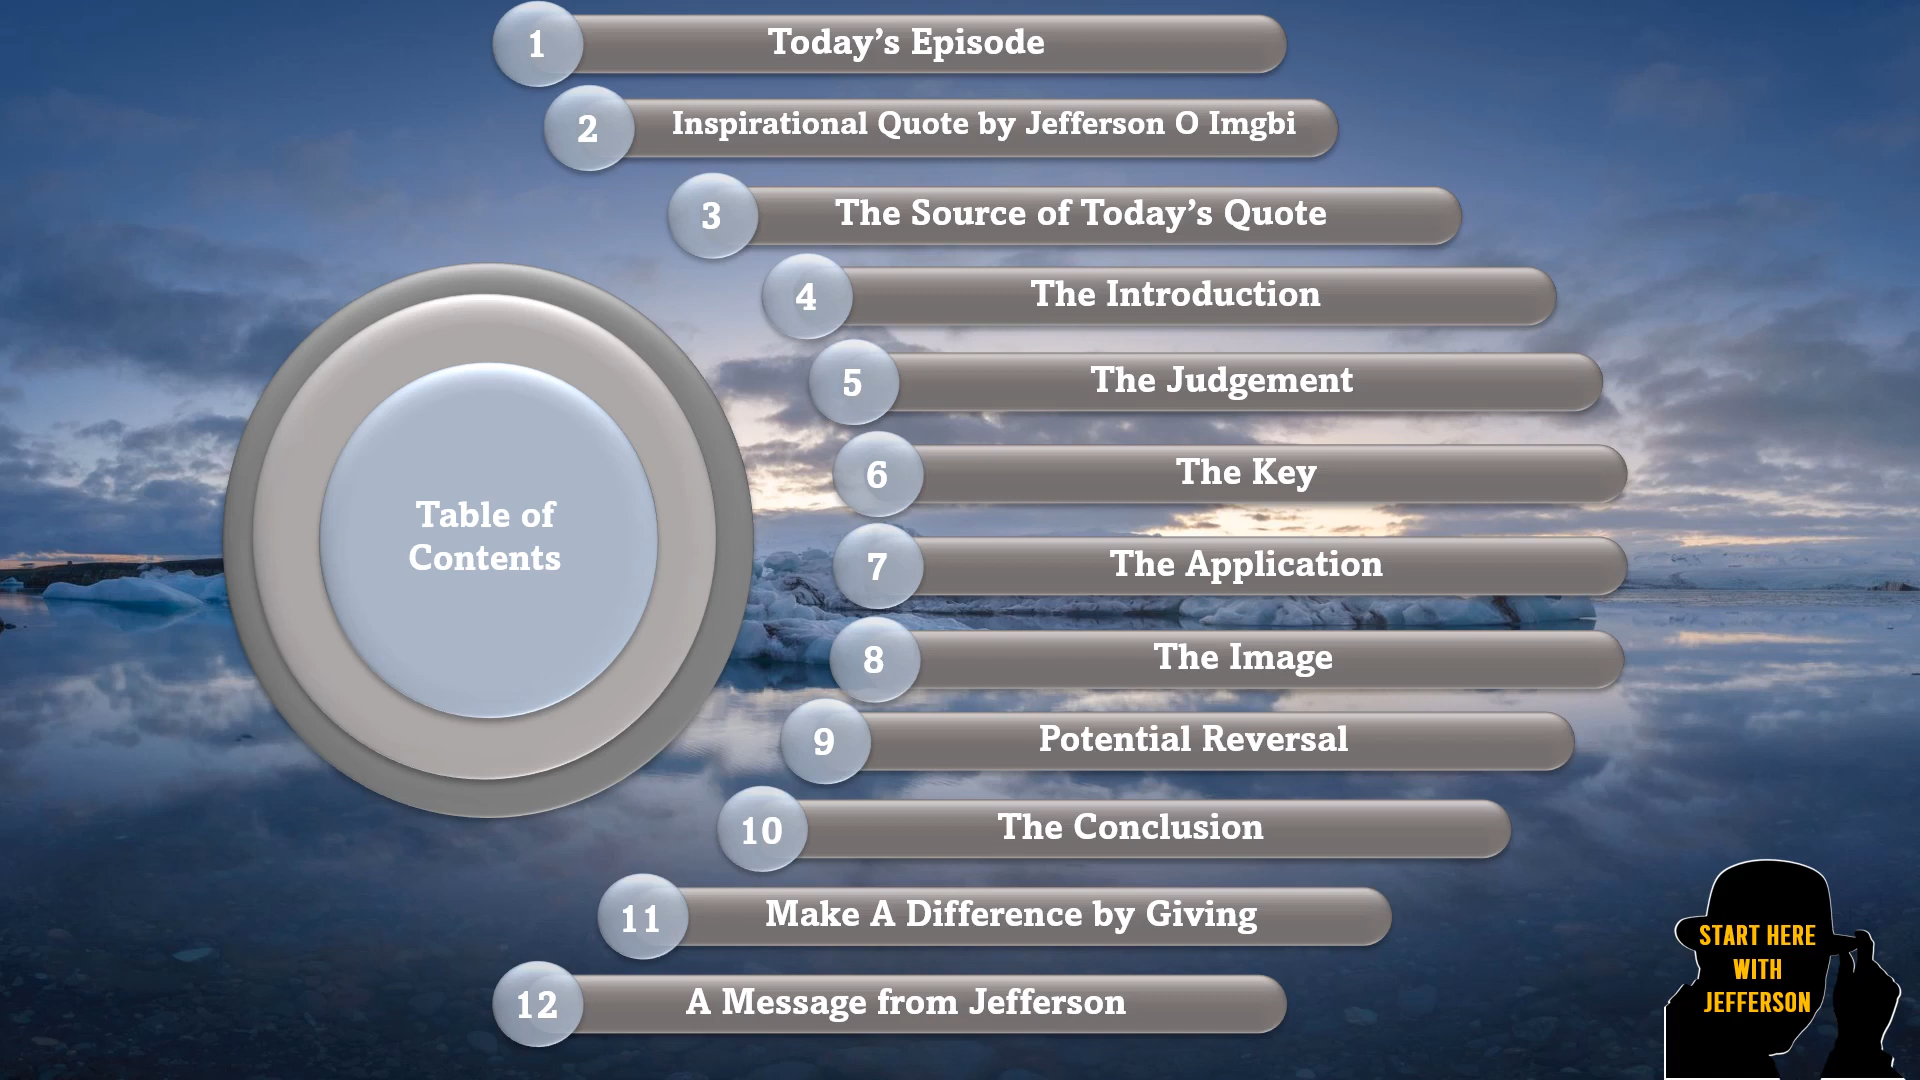 1
Today’s Episode
2
Inspirational Quote by Jefferson O Imgbi
3
The Source of Today’s Quote
4
The Introduction
5
The Judgement
6
The Key
7
The Application
8
The Image
9
Potential Reversal
10
The Conclusion
11
Make A Difference by Giving
12
A Message from Jefferson
Table of
Contents
START HERE
WITH
JEFFERSON